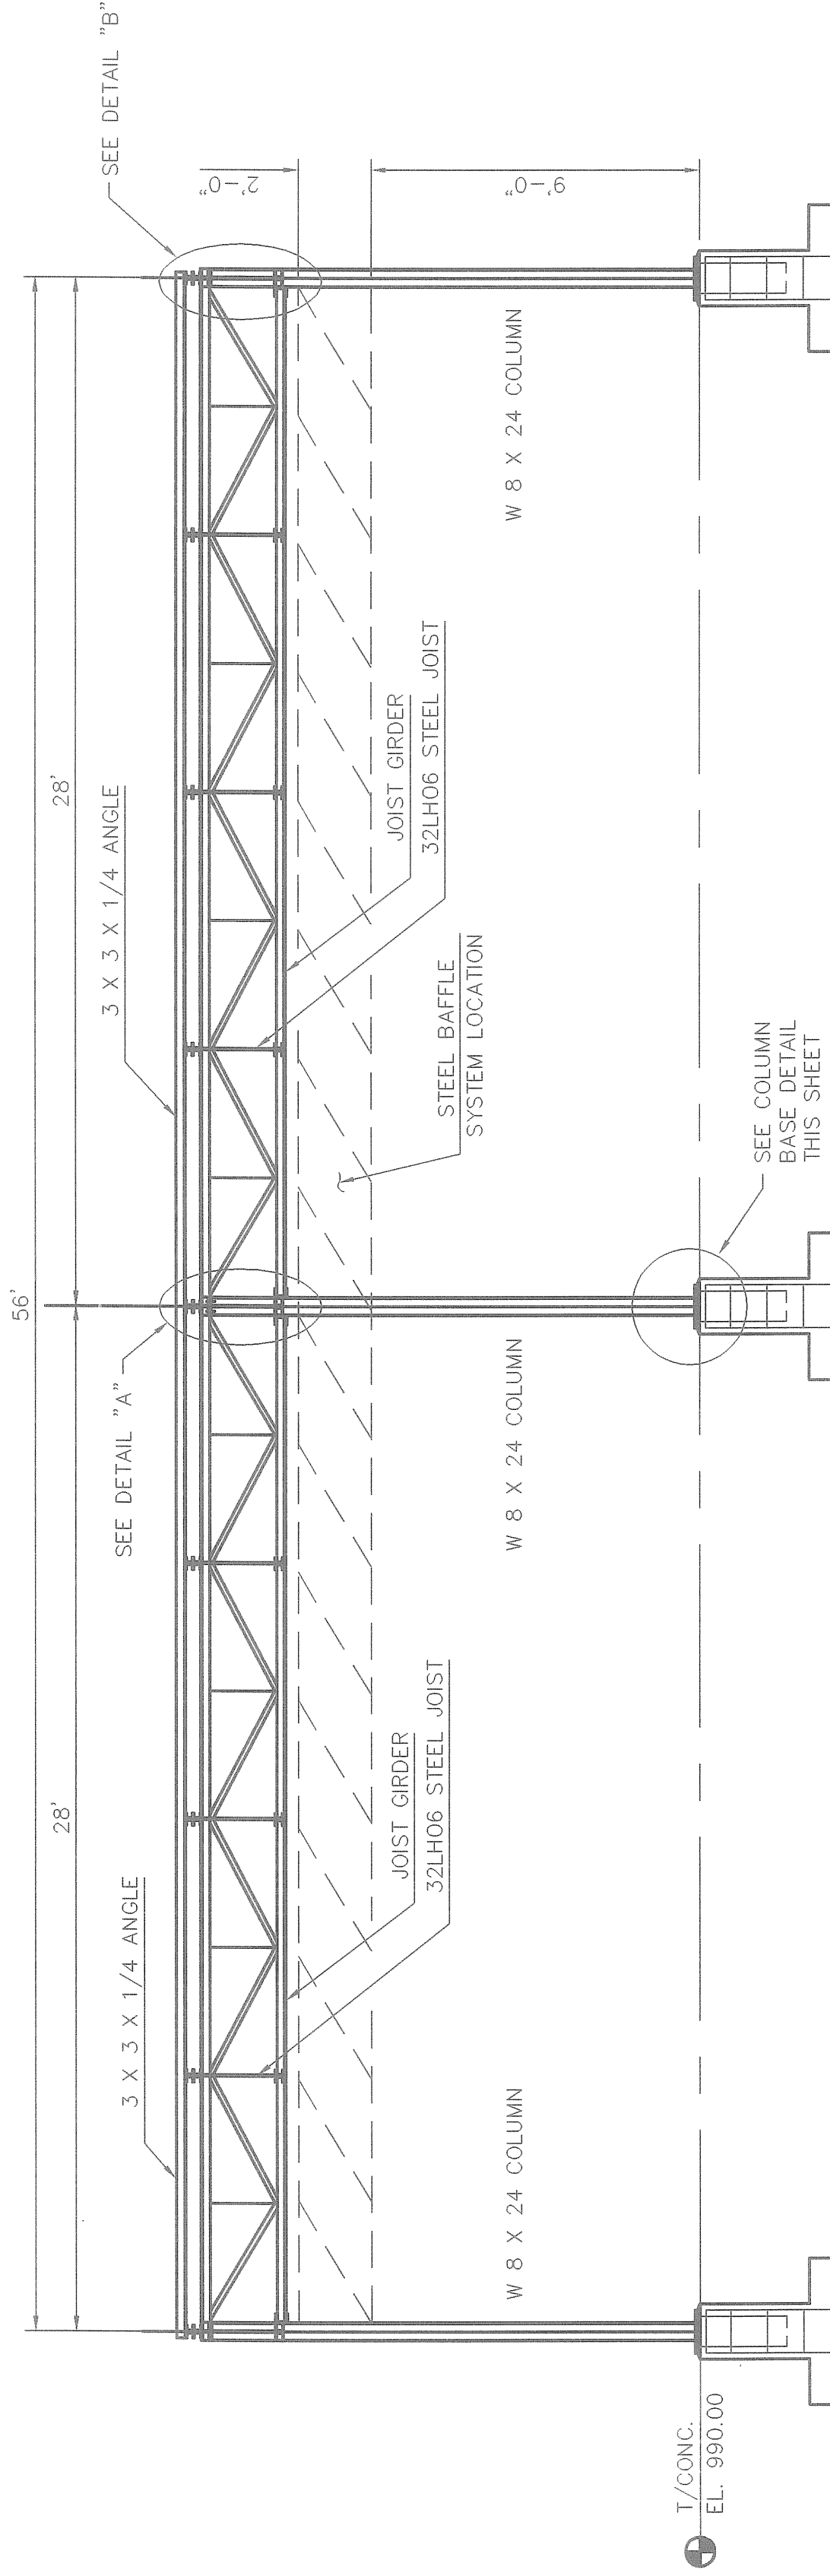 56'
28'
28'
3 X 3 X 1/4 ANGLE
SEE DETAIL "A"
3 X 3 X 1/4 ANGLE
SEE DETAIL "B"
2'-0"
9'-0"
JOIST GIRDER
32LH06 STEEL JOIST
STEEL BAFFLE
SYSTEM LOCATION
JOIST GIRDER
32LH06 STEEL JOIST
W 8 X 24 COLUMN
W 8 X 24 COLUMN
W 8 X 24 COLUMN
T/CONC.
EL. 990.00
SEE COLUMN
BASE DETAIL
THIS SHEET